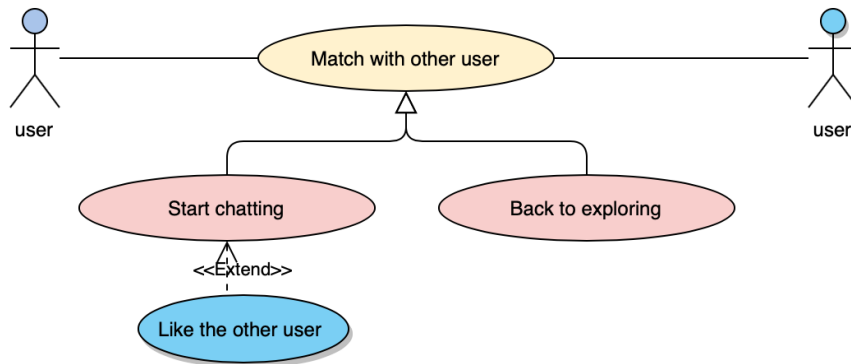 Match with other user
user
user
Start chatting
Back to exploring
<<Extend>>
Like the other user